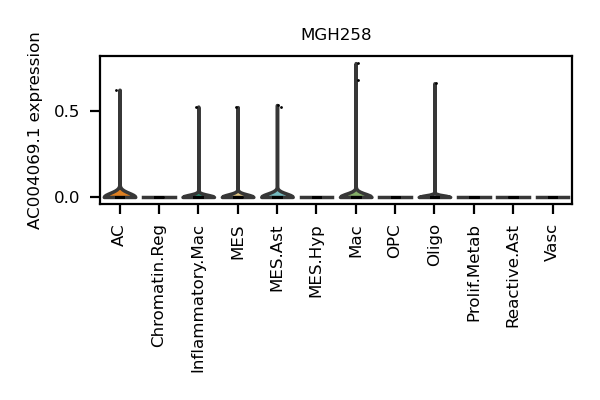 MGH258
AC004069.1 expression
0.5
0.0
AC
Chromatin.Reg
Inflammatory.Mac
MES
MES.Ast
MES.Hyp
Mac
OPC
Oligo
Prolif.Metab
Reactive.Ast
Vasc